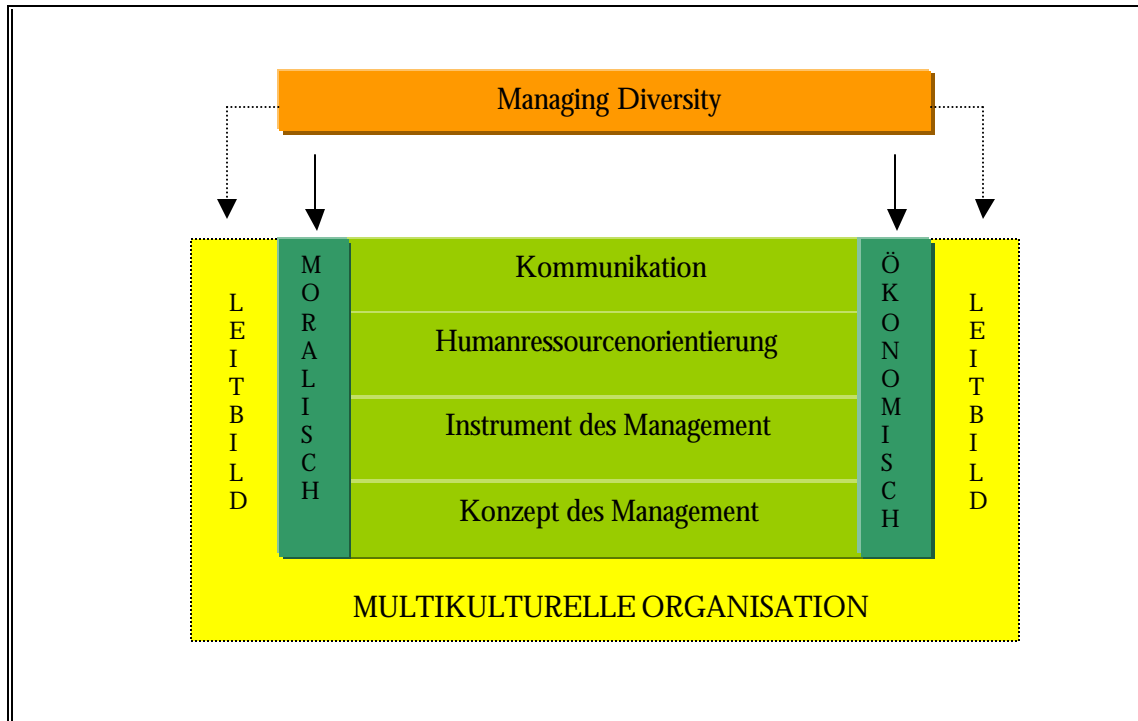 Managing Diversity
LEITBILD
MORALISCH
Kommunikation
Humanressourcenorientierung
Instrument des Management
Konzept des Management
ÖKONOMISCH
LEITBILD
MULTIKULTURELLE ORGANISATION